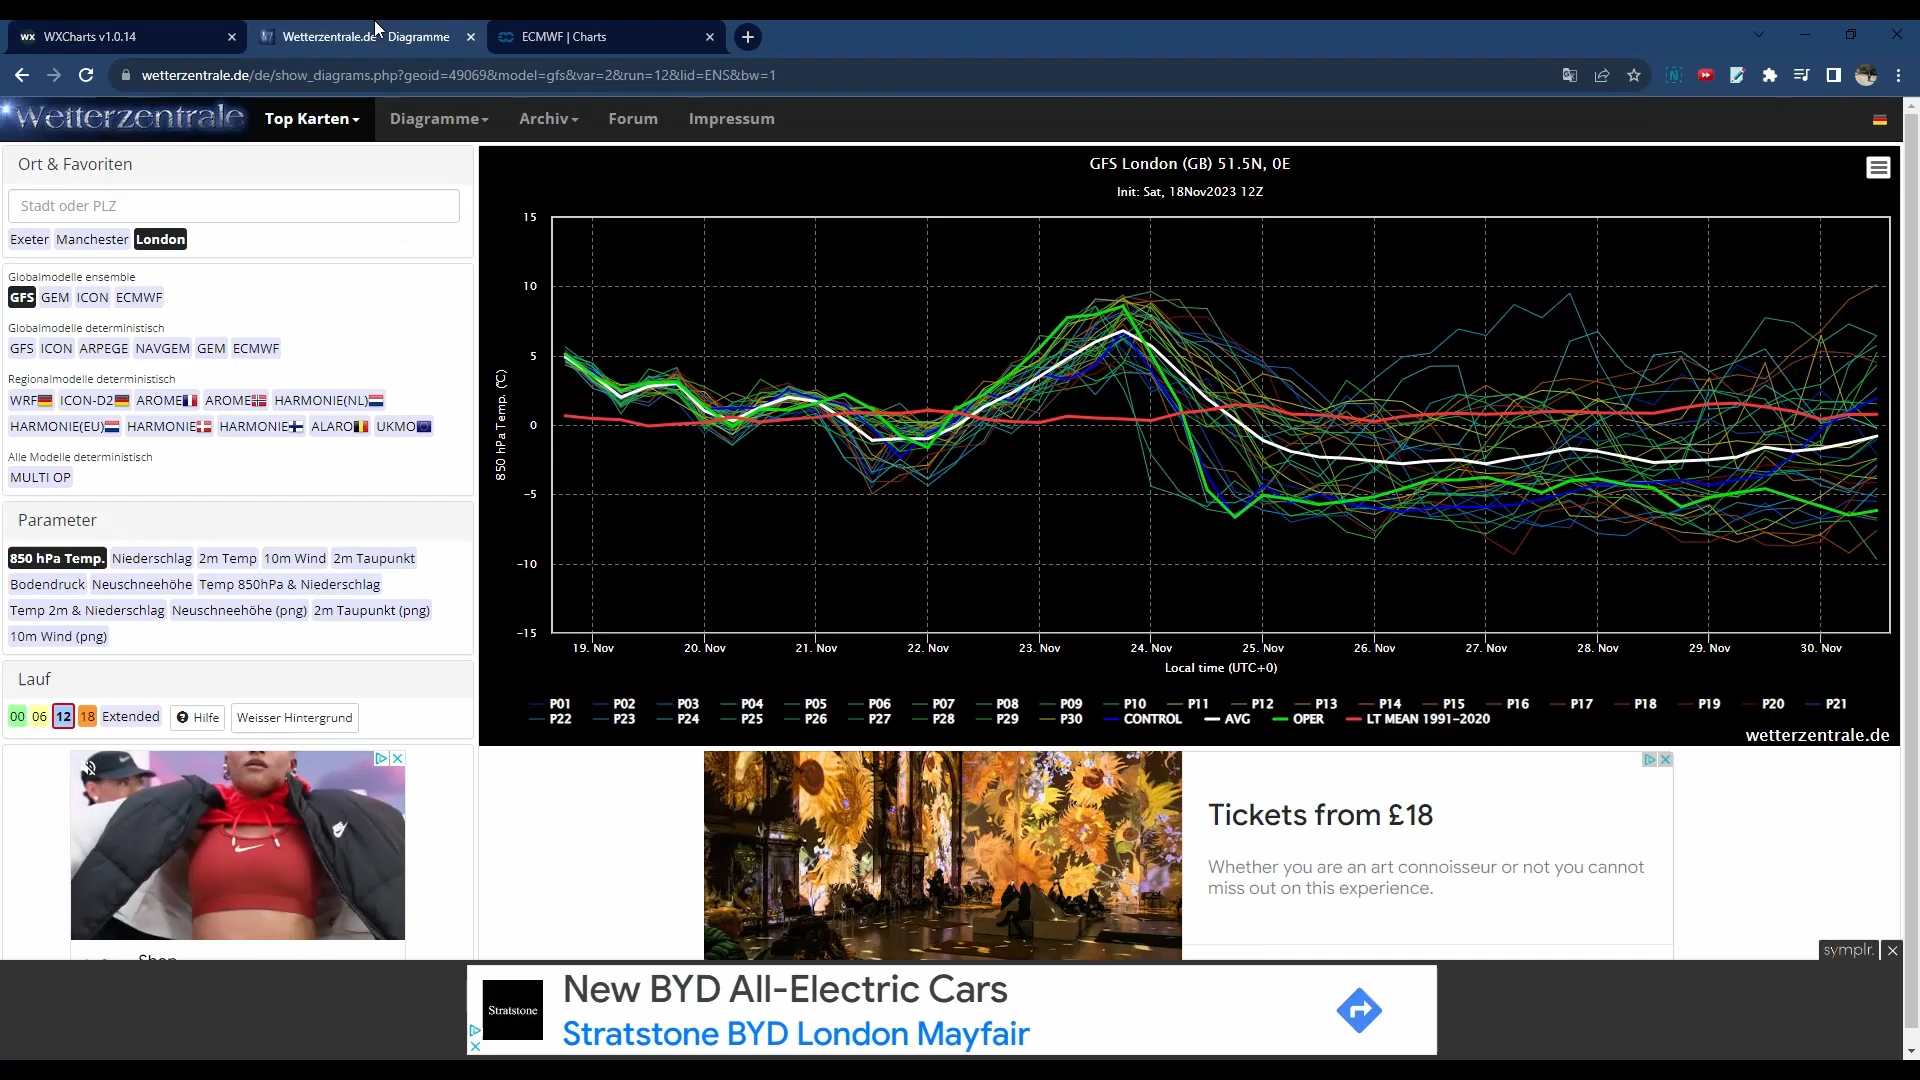 WXCharts v1.0.14
Wetterzentrale.de Diagramme
ECMWF | Charts
wetterzentrale.de/de/show_diagrams.php?geoid=49069&model=gfs&var=2&run=12&lid=ENS&bw=1
Wetterzentrale Top Karten Diagramme Archiv Forum Impressum
Ort & Favoriten
Stadt oder PLZ
Exeter Manchester London
Globalmodelle ensemble
GFS GEM ICON ECMWF
Globalmodelle deterministisch
GFS ICON ARPEGE NAVGEM GEM ECMWF
Regionalmodelle deterministisch
WRF ICON-D2 AROME AROME HARMONIE(NL)
HARMONIE(EU) HARMONIE HARMONIE ALARO UKMO
Alle Modelle deterministisch
MULTI OP
Parameter
850 hPa Temp. Niederschlag 2m Temp 10m Wind 2m Taupunkt
Bodendruck Neuschneehöhe Temp 850hPa & Niederschlag
Temp 2m & Niederschlag Neuschneehöhe (png) 2m Taupunkt (png)
10m Wind (png)
Lauf
00 06 12 18 Extended Hilfe Weisser Hintergrund
GFS London (GB) 51.5N, 0E
Init: Sat, 18Nov2023 12Z
15
10
5
0
-5
-10
-15
850 hPa Temp. (°C)
19. Nov 20. Nov 21. Nov 22. Nov 23. Nov 24. Nov 25. Nov 26. Nov 27. Nov 28. Nov 29. Nov 30. Nov
Local time (UTC+0)
P01 P02 P03 P04 P05 P06 P07 P08 P09 P10 P11 P12 P13 P14 P15 P16 P17 P18 P19 P20 P21
P22 P23 P24 P25 P26 P27 P28 P29 P30 CONTROL AVG OPER LT MEAN 1991-2020
wetterzentrale.de
Tickets from £18
Whether you are an art connoisseur or not you cannot
miss out on this experience.
symplr.
Stratstone
New BYD All-Electric Cars
Stratstone BYD London Mayfair